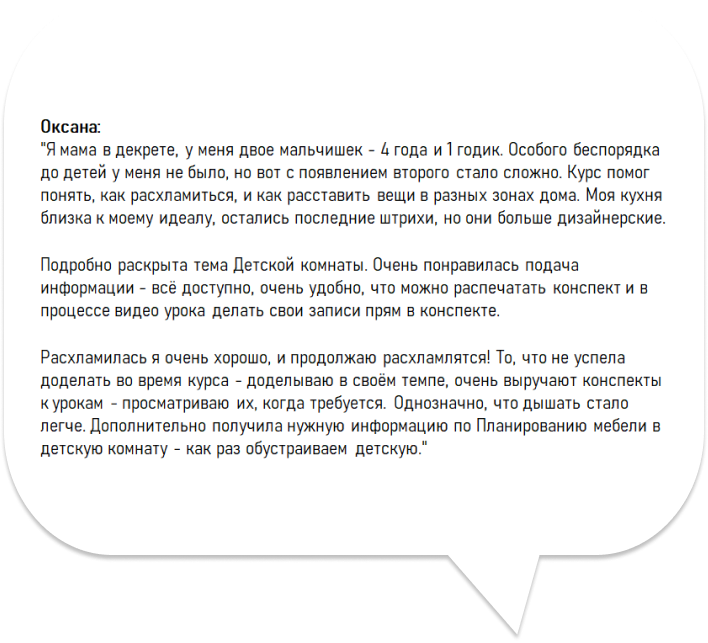 Оксана:
"Я мама в декрете, у меня двое мальчишек - 4 года и 1 годик. Особого беспорядка
до детей у меня не было, но вот с появлением второго стало сложно. Курс помог
понять, как расхламиться, и как расставить вещи в разных зонах дома. Моя кухня
близка к моему идеалу, остались последние штрихи, но они больше дизайнерские.
Подробно раскрыта тема Детской комнаты. Очень понравилась подача
информации - всё доступно, очень удобно, что можно распечатать конспект и в
процессе видео урока делать свои записи прям в конспекте.
Расхламилась я очень хорошо, и продолжаю расхламлятся! То, что не успела
доделать во время курса - доделываю в своём темпе, очень выручают конспекты
к урокам - просматриваю их, когда требуется. Однозначно, что дышать стало
легче. Дополнительно получила нужную информацию по Планированию мебели в
детскую комнату - как раз обустраиваем детскую."